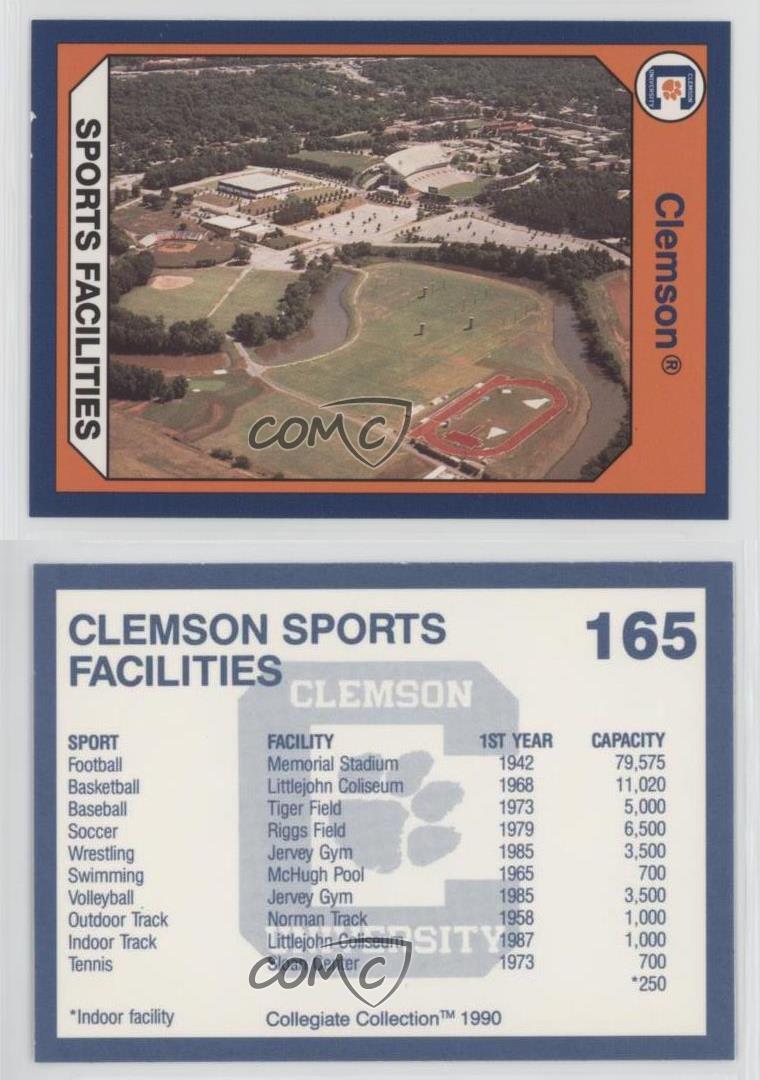 CLEMSON
UNIVERSITY
Clemson®
SPORTS FACILITIES
COMC
CLEMSON SPORTS
FACILITIES
165
CLEMSON
SPORT FACILITY 1ST YEAR CAPACITY
Football Memorial Stadium 1942 79,575
Basketball Littlejohn Coliseum 1968 11,020
Baseball Tiger Field 1973 5,000
Soccer Riggs Field 1979 6,500
Wrestling Jervey Gym 1985 3,500
Swimming McHugh Pool 1965 700
Volleyball Jervey Gym 1985 3,500
Outdoor Track Norman Track 1958 1,000
UNIVERSITY
Indoor Track Littlejohn Coliseum 1987 1,000
Tennis Sloan Center 1973 700
*250
COMC
*Indoor facility Collegiate Collection™ 1990